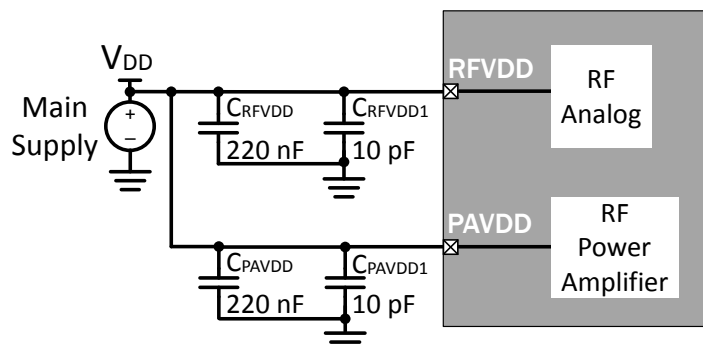 VDD
Main
Supply
+
–
CRFVDD
220 nF
CRFVDD1
10 pF
RFVDD
RF
Analog
CPAVDD
220 nF
CPAVDD1
10 pF
PAVDD
RF
Power
Amplifier